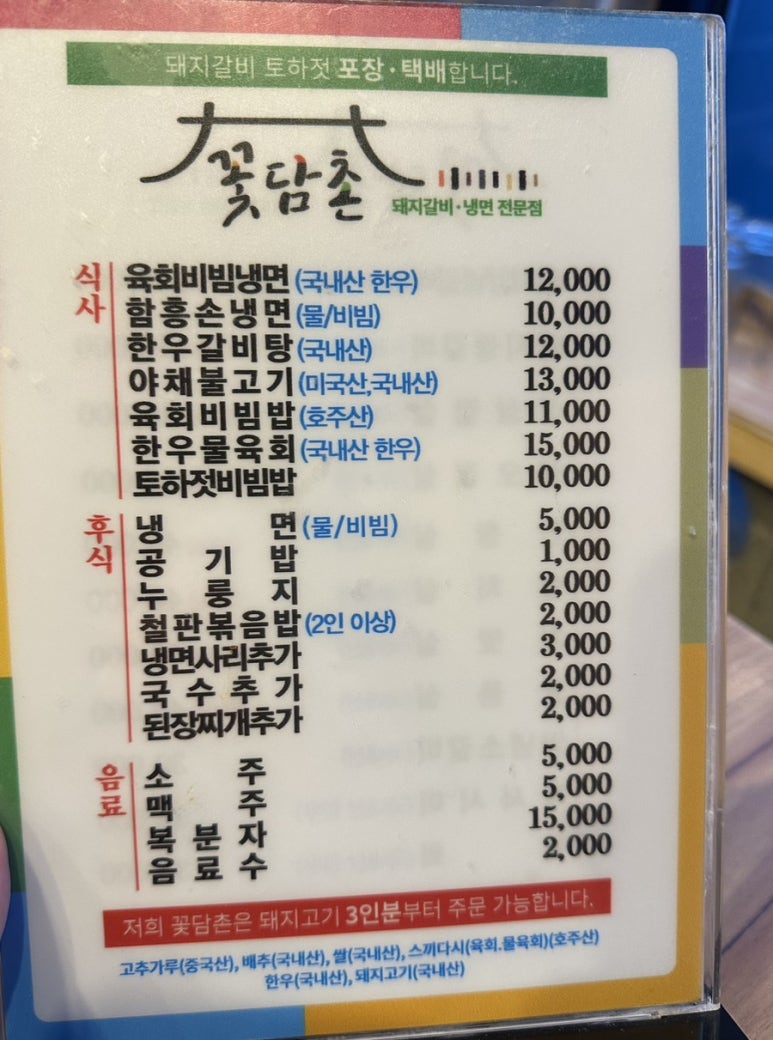 돼지갈비 토하젓 포장·택배합니다.
꽃담촌
돼지갈비·냉면 전문점
식사
육회비빔냉면(국내산 한우) 12,000
함흥손냉면(물/비빔) 10,000
한우갈비탕(국내산) 12,000
야채불고기(미국산,국내산) 13,000
육회비빔밥(호주산) 11,000
한우물육회(국내산 한우) 15,000
토하젓비빔밥 10,000
후식
냉면(물/비빔) 5,000
공기밥 1,000
누룽지 2,000
철판볶음밥(2인 이상) 2,000
냉면사리추가 3,000
국수추가 2,000
된장찌개추가 2,000
음료
소주 5,000
맥주 5,000
복분자 15,000
음료수 2,000
저희 꽃담촌은 돼지고기 3인분부터 주문 가능합니다.
고추가루(중국산), 배추(국내산), 쌀(국내산), 스끼다시(육회.물육회)(호주산)
한우(국내산), 돼지고기(국내산)